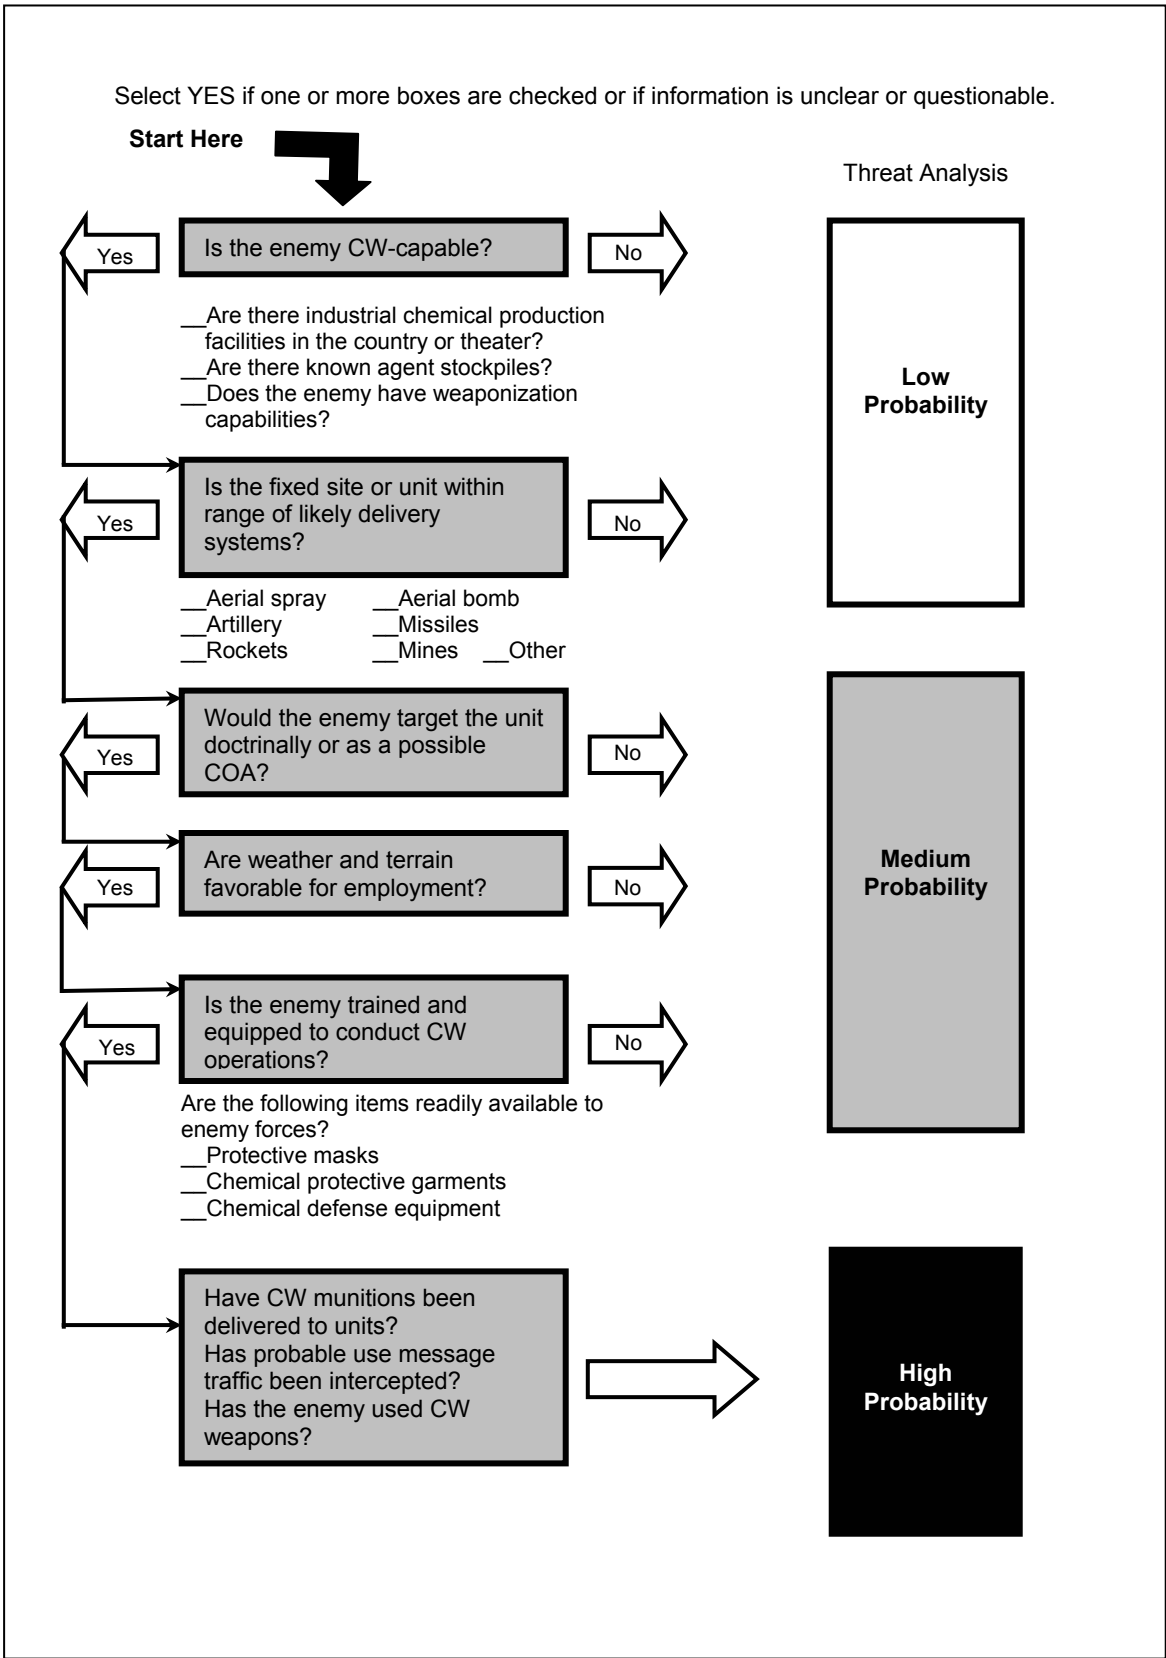 Select YES if one or more boxes are checked or if information is unclear or questionable.
Start Here
Threat Analysis
Yes
Is the enemy CW-capable?
No
__Are there industrial chemical production
facilities in the country or theater?
__Are there known agent stockpiles?
__Does the enemy have weaponization
capabilities?
Low
Probability
Yes
Is the fixed site or unit within
range of likely delivery
systems?
No
__Aerial spray __Aerial bomb
__Artillery __Missiles
__Rockets __Mines __Other
Yes
Would the enemy target the unit
doctrinally or as a possible
COA?
No
Yes
Are weather and terrain
favorable for employment?
No
Medium
Probability
Yes
Is the enemy trained and
equipped to conduct CW
operations?
No
Are the following items readily available to
enemy forces?
__Protective masks
__Chemical protective garments
__Chemical defense equipment
Have CW munitions been
delivered to units?
Has probable use message
traffic been intercepted?
Has the enemy used CW
weapons?
High
Probability